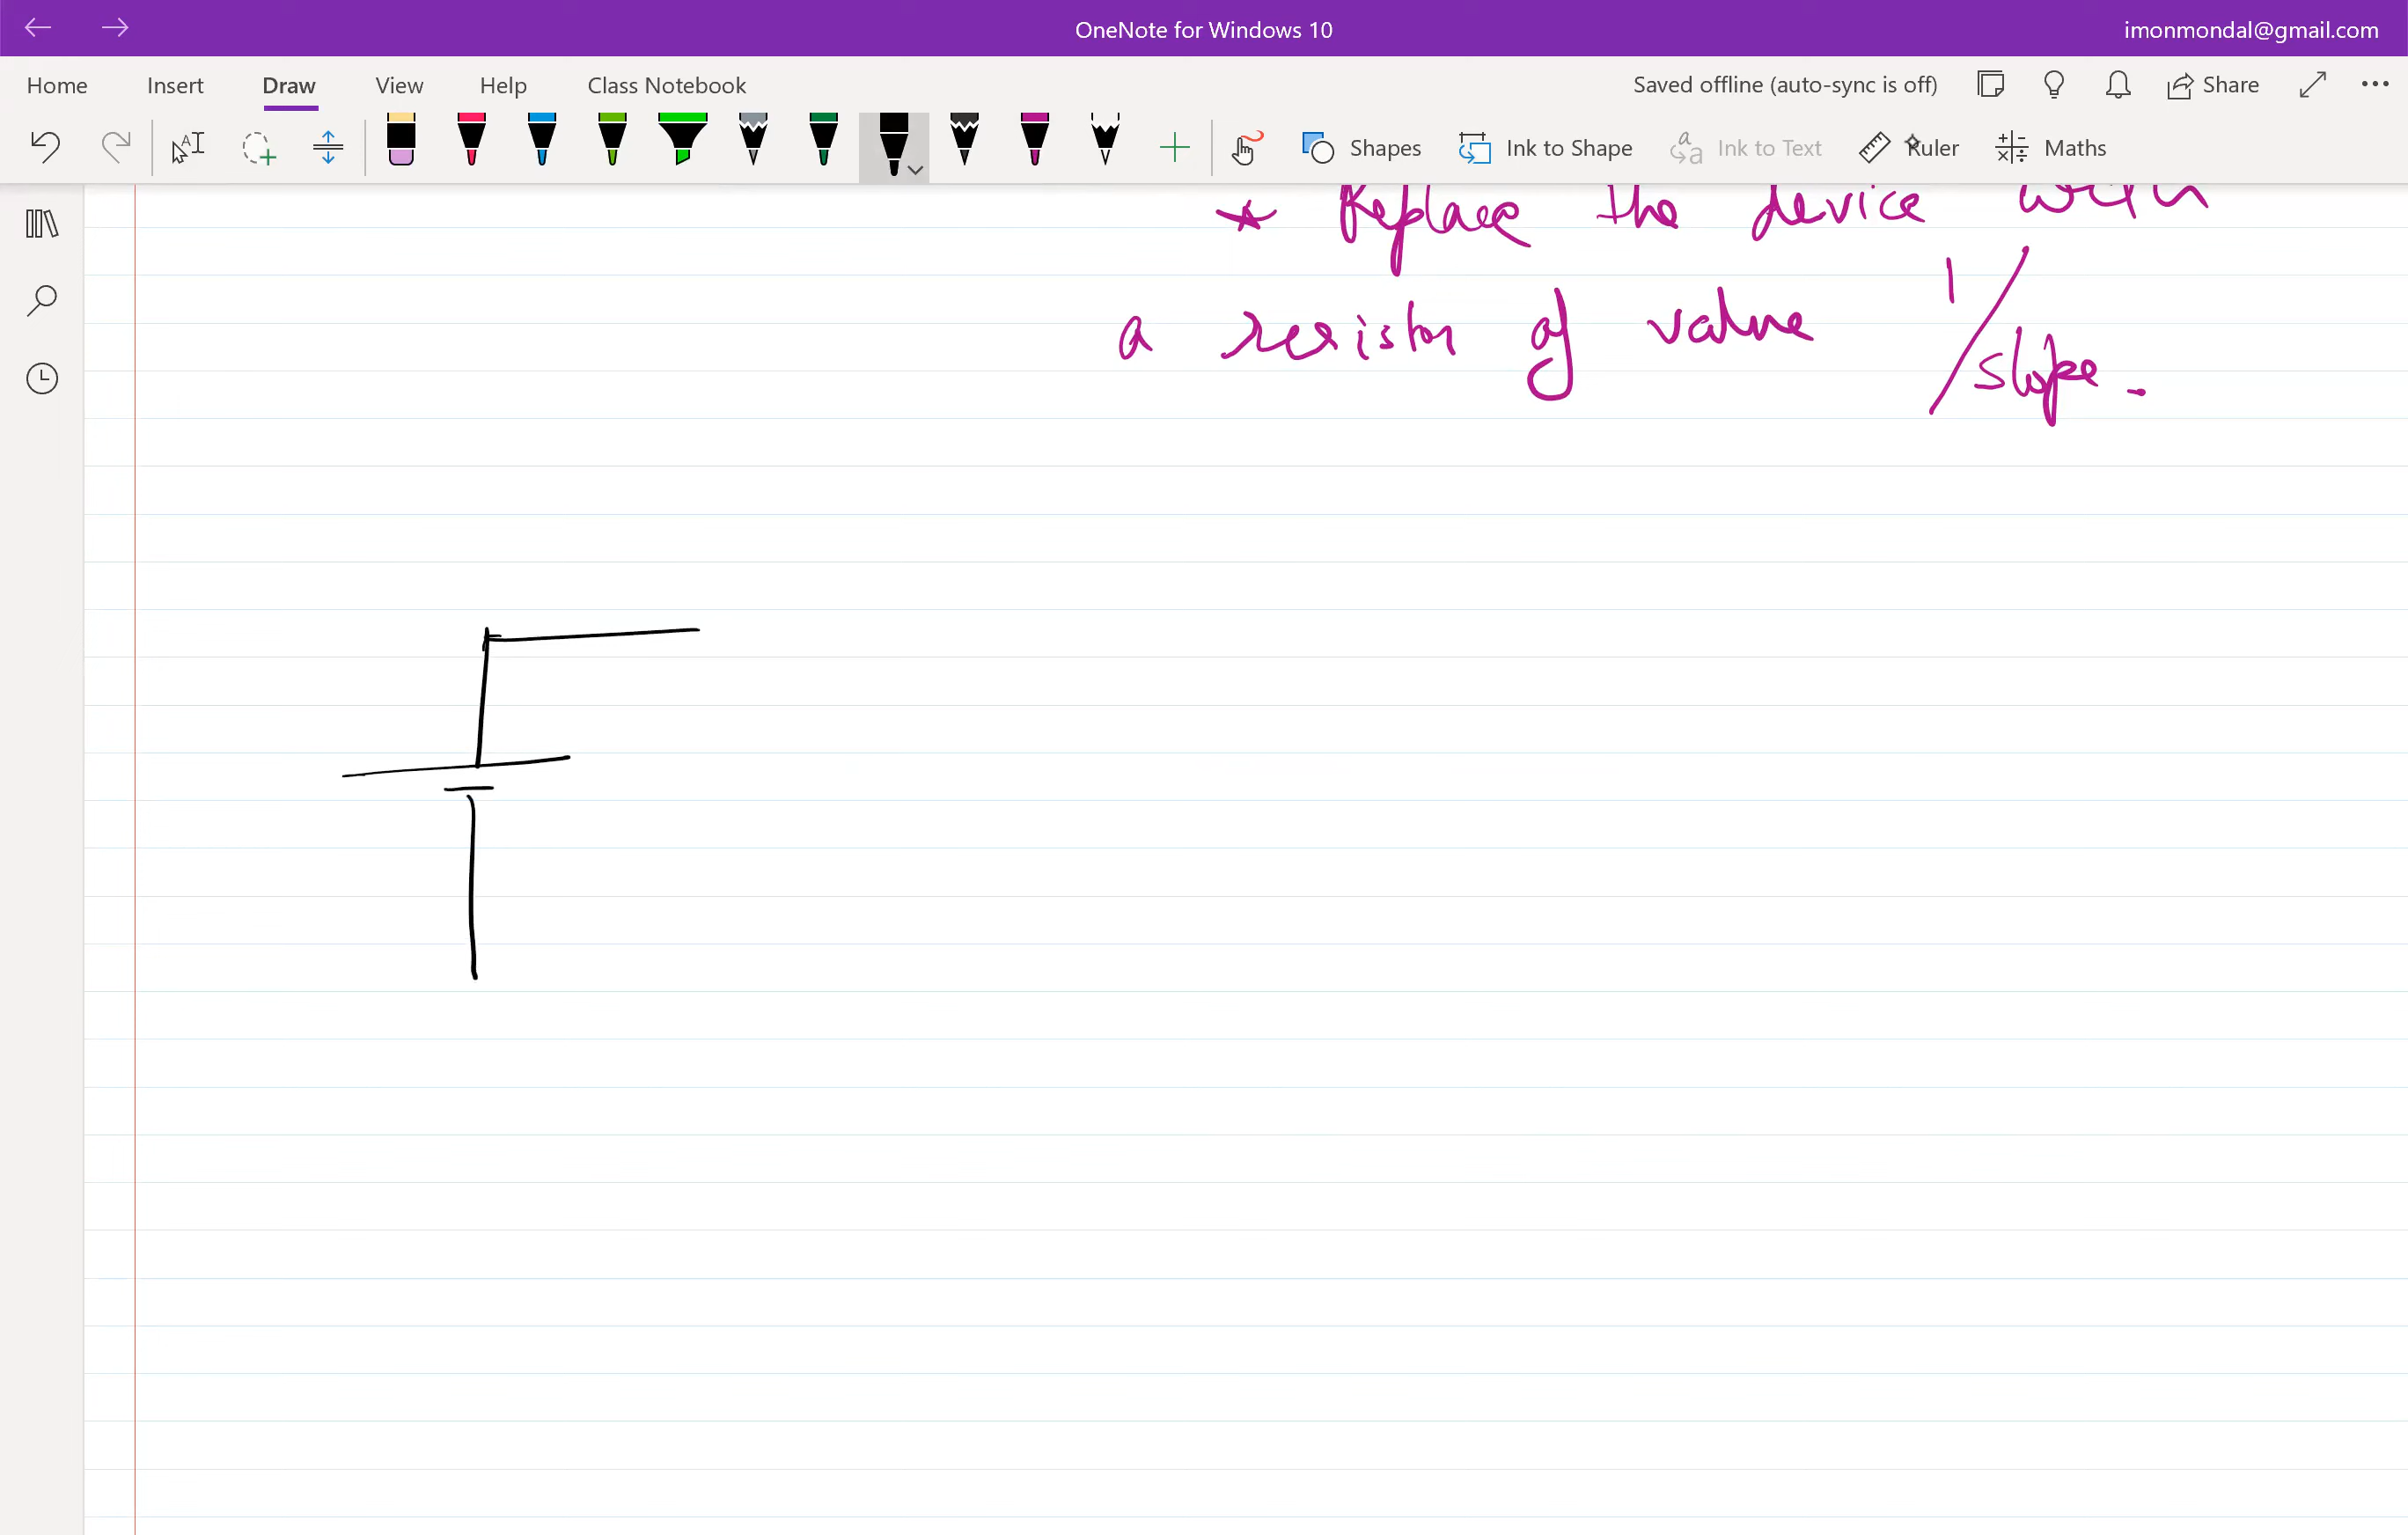 OneNote for Windows 10
imonmondal@gmail.com
Home Insert Draw View Help Class Notebook
Saved offline (auto-sync is off) Share
Shapes Ink to Shape Ink to Text Ruler Maths
* Replace the device with
a resistor of value 1/slope.